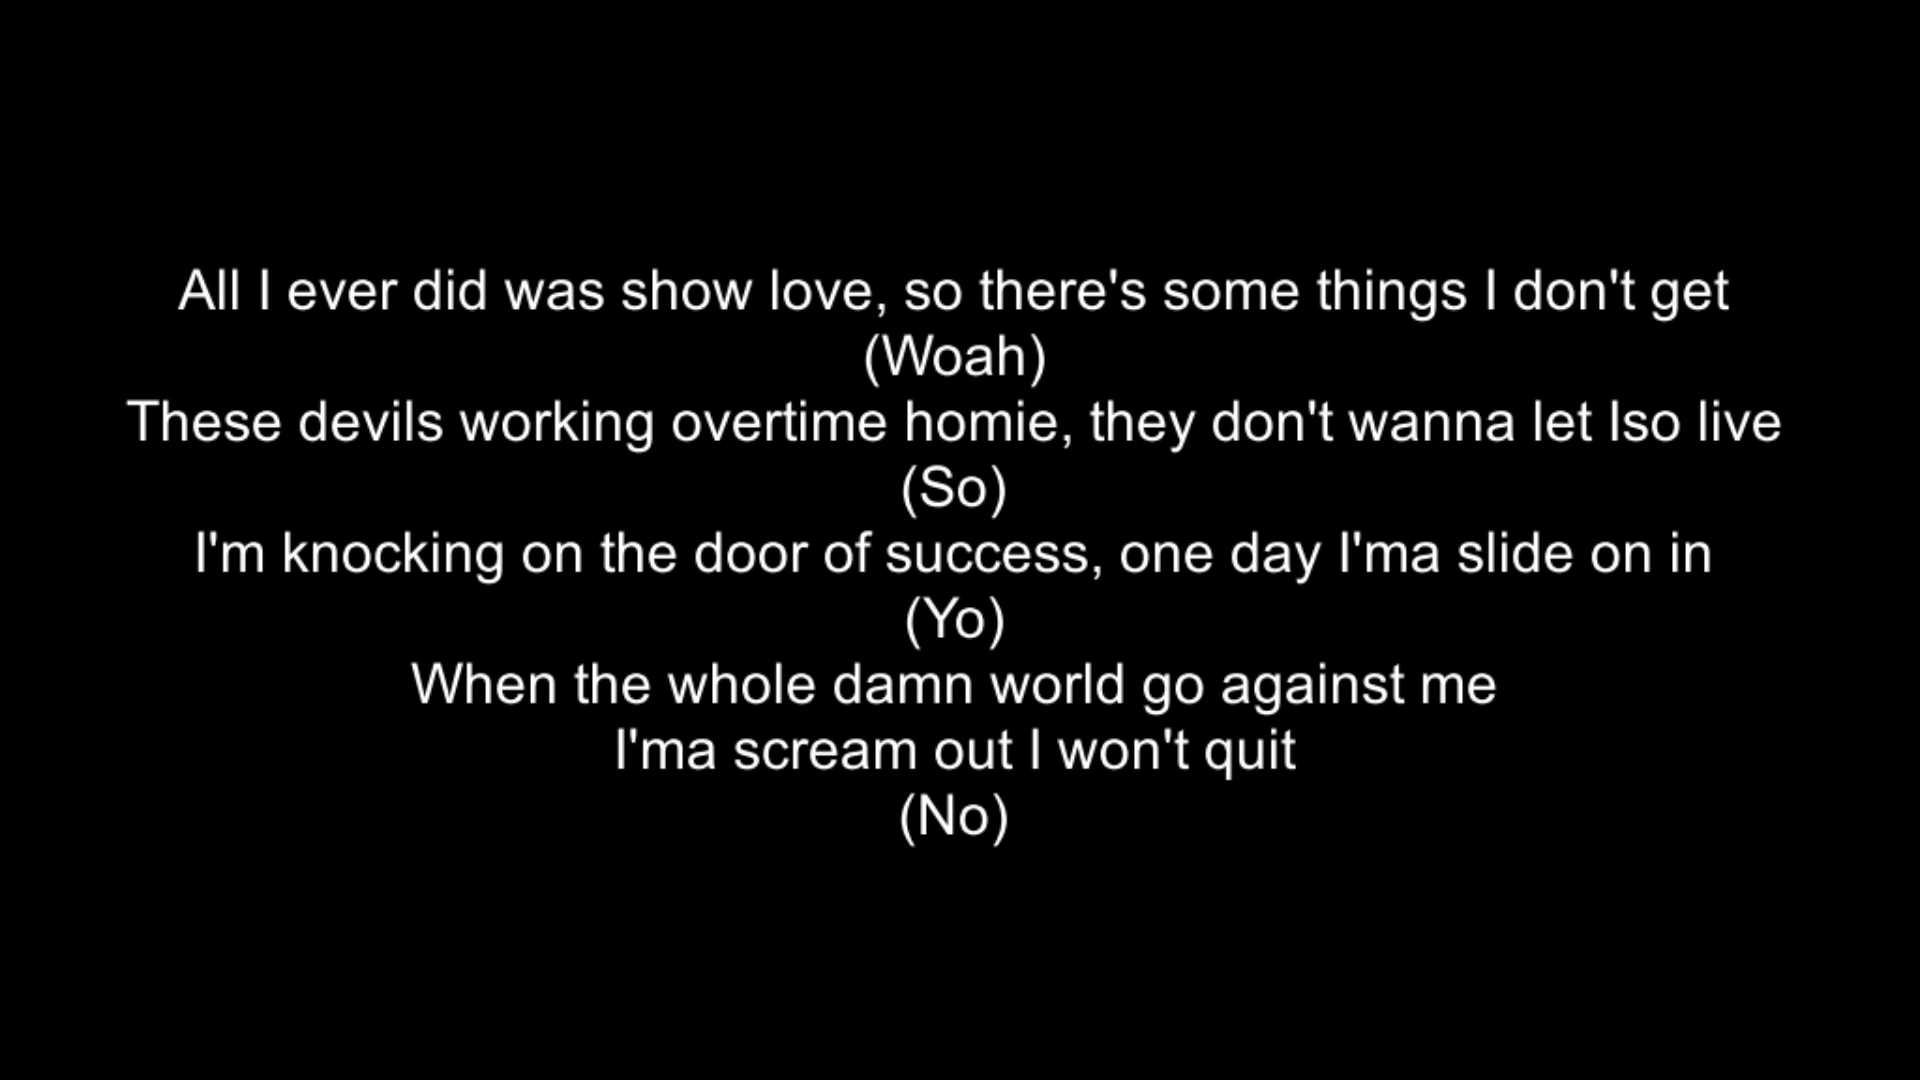 All I ever did was show love, so there's some things I don't get
(Woah)
These devils working overtime homie, they don't wanna let Iso live
(So)
I'm knocking on the door of success, one day I'ma slide on in
(Yo)
When the whole damn world go against me
I'ma scream out I won't quit
(No)